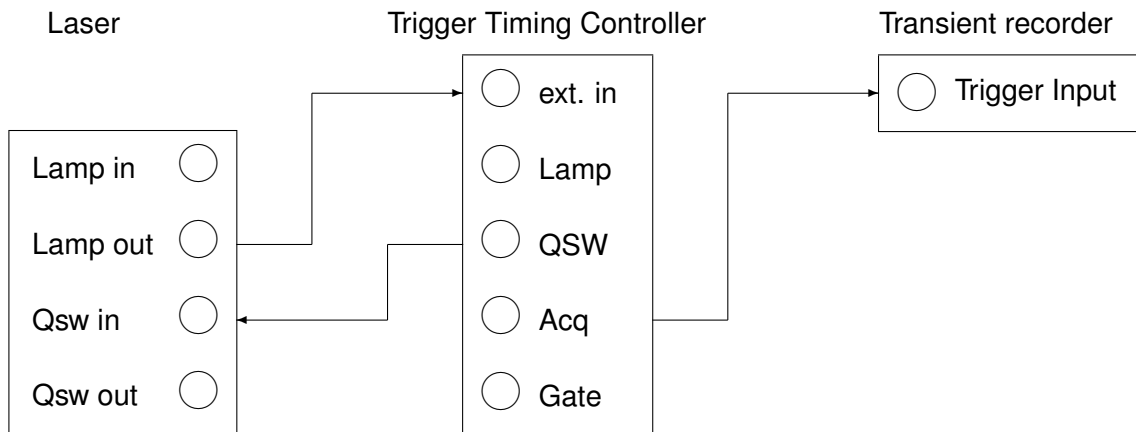 Laser
Trigger Timing Controller
Transient recorder
Lamp in
Lamp out
Qsw in
Qsw out
ext. in
Lamp
QSW
Acq
Gate
Trigger Input